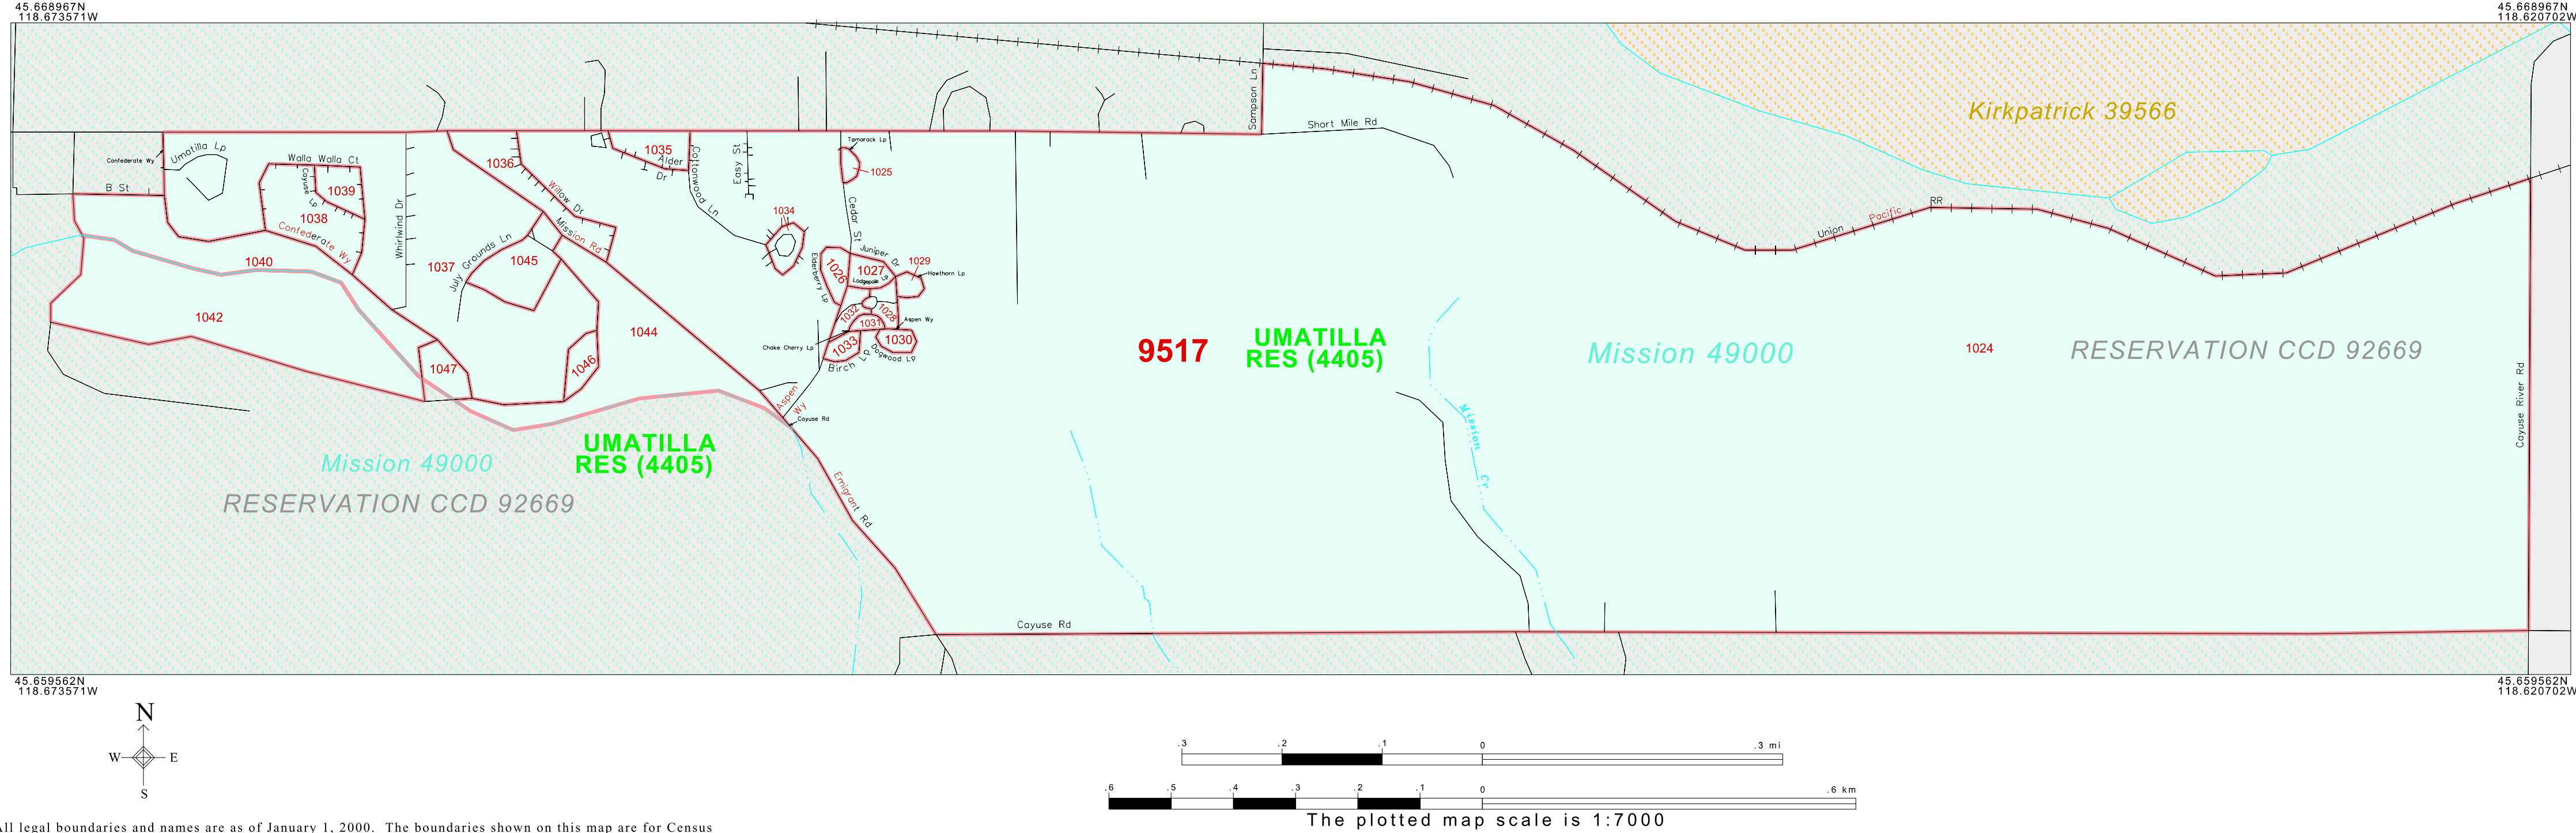 45.668967N
118.673571W
45.668967N
118.620702W
Sampson Ln
Kirkpatrick 39566
Short Mile Rd
Tamarack Lp
Confederate Wy
Umatilla Lp
Walla Walla Ct
1036
1035
Alder
Dr
Cottonwood Ln
Easy St
1025
Cayuse
Lp
1039
B St
Willow Dr
1038
Confederate Wy
Whirlwind Dr
Mission Rd
1034
Cedar St
Union Pacific RR
1040
1037
July Grounds Ln
1045
Elderberry Lp
1026
Juniper Dr
1027
Lodgepole
1029
Hawthorn Lp
1042
1044
1032
1028
1031
Aspen Wy
Choke Cherry Lp
1033
1030
Dogwood Lp
Birch Lp
9517
UMATILLA
RES (4405)
Mission 49000
1024
RESERVATION CCD 92669
1047
1046
Aspen
Wy
Cayuse Rd
Mission Cr
Cayuse River Rd
UMATILLA
RES (4405)
Mission 49000
RESERVATION CCD 92669
Emigrant Rd
Cayuse Rd
45.659562N
118.673571W
45.659562N
118.620702W
N
W E
S
.3 .2 .1 0 .3 mi
.6 .5 .4 .3 .2 .1 0 .6 km
The plotted map scale is 1:7000
All legal boundaries and names are as of January 1, 2000. The boundaries shown on this map are for Census